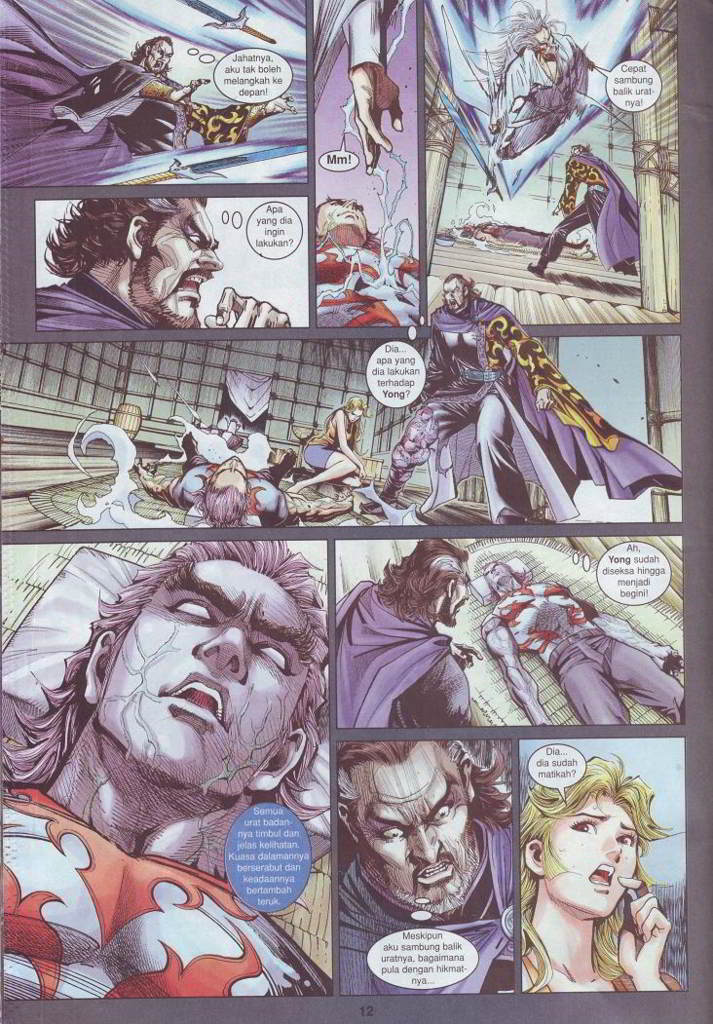 Jahatnya,
aku tak boleh
melangkah ke
depan!
Mm!
Cepat
sambung
balik urat-
nya!
Apa
yang dia
ingin
lakukan?
Dia...
apa yang
dia lakukan
terhadap
Yong?
Semua
urat badan-
nya timbul dan
jelas kelihatan.
Kuasa dalamannya
berserabut dan
keadaannya
bertambah
teruk.
Ah,
Yong sudah
diseksa hingga
menjadi
begini!
Meskipun
aku sambung balik
uratnya, bagaimana
pula dengan hikmat-
nya...
Dia...
dia sudah
matikah?
12